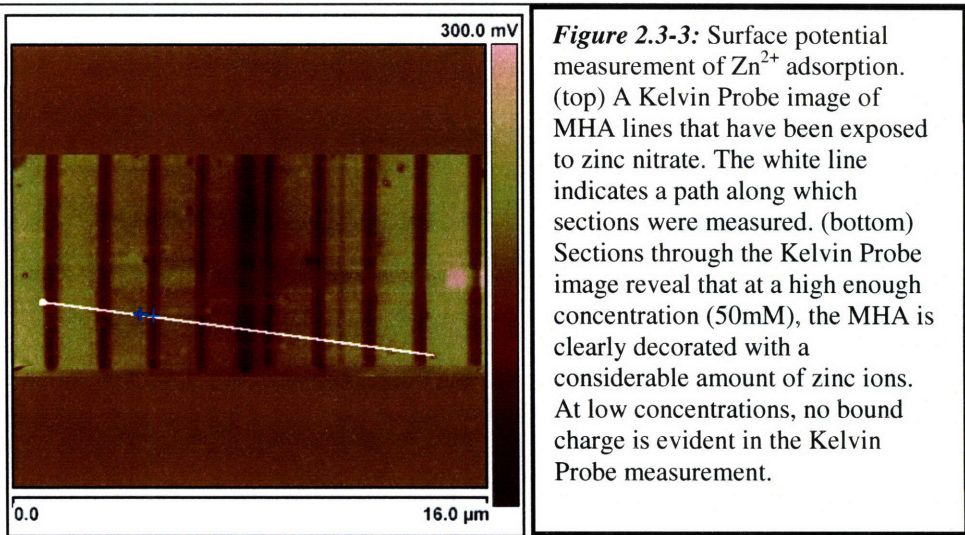 300.0 mV
0.0
16.0 µm
Figure 2.3-3: Surface potential
measurement of Zn²⁺ adsorption.
(top) A Kelvin Probe image of
MHA lines that have been exposed
to zinc nitrate. The white line
indicates a path along which
sections were measured. (bottom)
Sections through the Kelvin Probe
image reveal that at a high enough
concentration (50mM), the MHA is
clearly decorated with a
considerable amount of zinc ions.
At low concentrations, no bound
charge is evident in the Kelvin
Probe measurement.